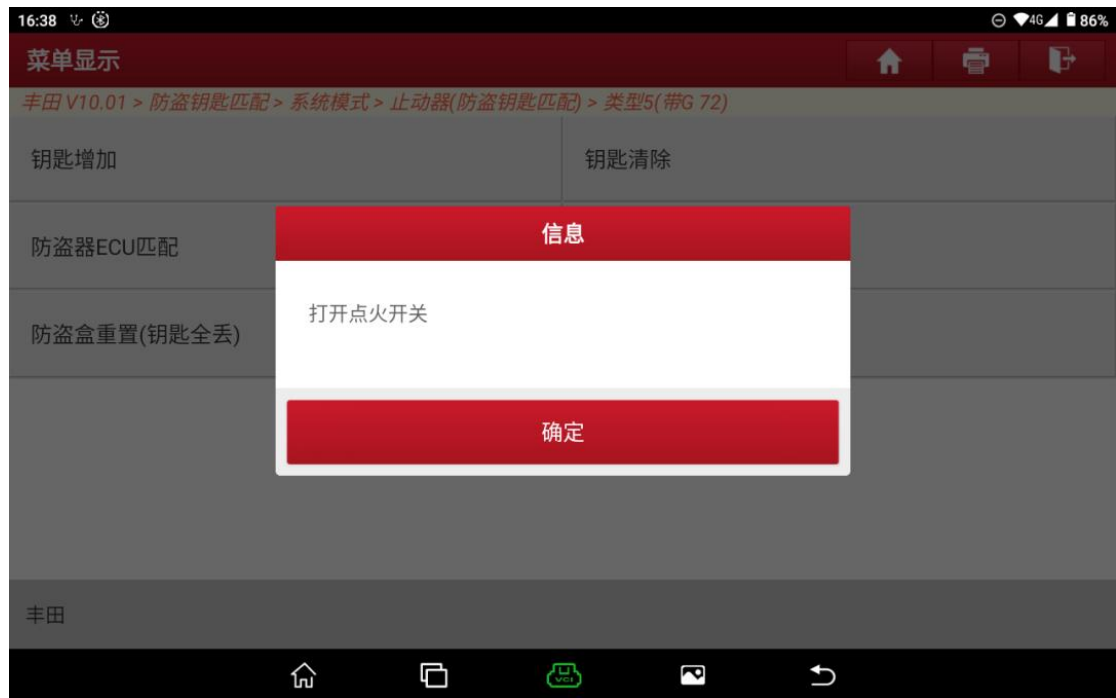 16:38
4G 86%
菜单显示
丰田 V10.01 > 防盗钥匙匹配 > 系统模式 > 止动器(防盗钥匙匹配) > 类型5(带G 72)
钥匙增加
钥匙清除
信息
防盗器ECU匹配
打开点火开关
防盗盒重置(钥匙全丢)
确定
丰田
VCI